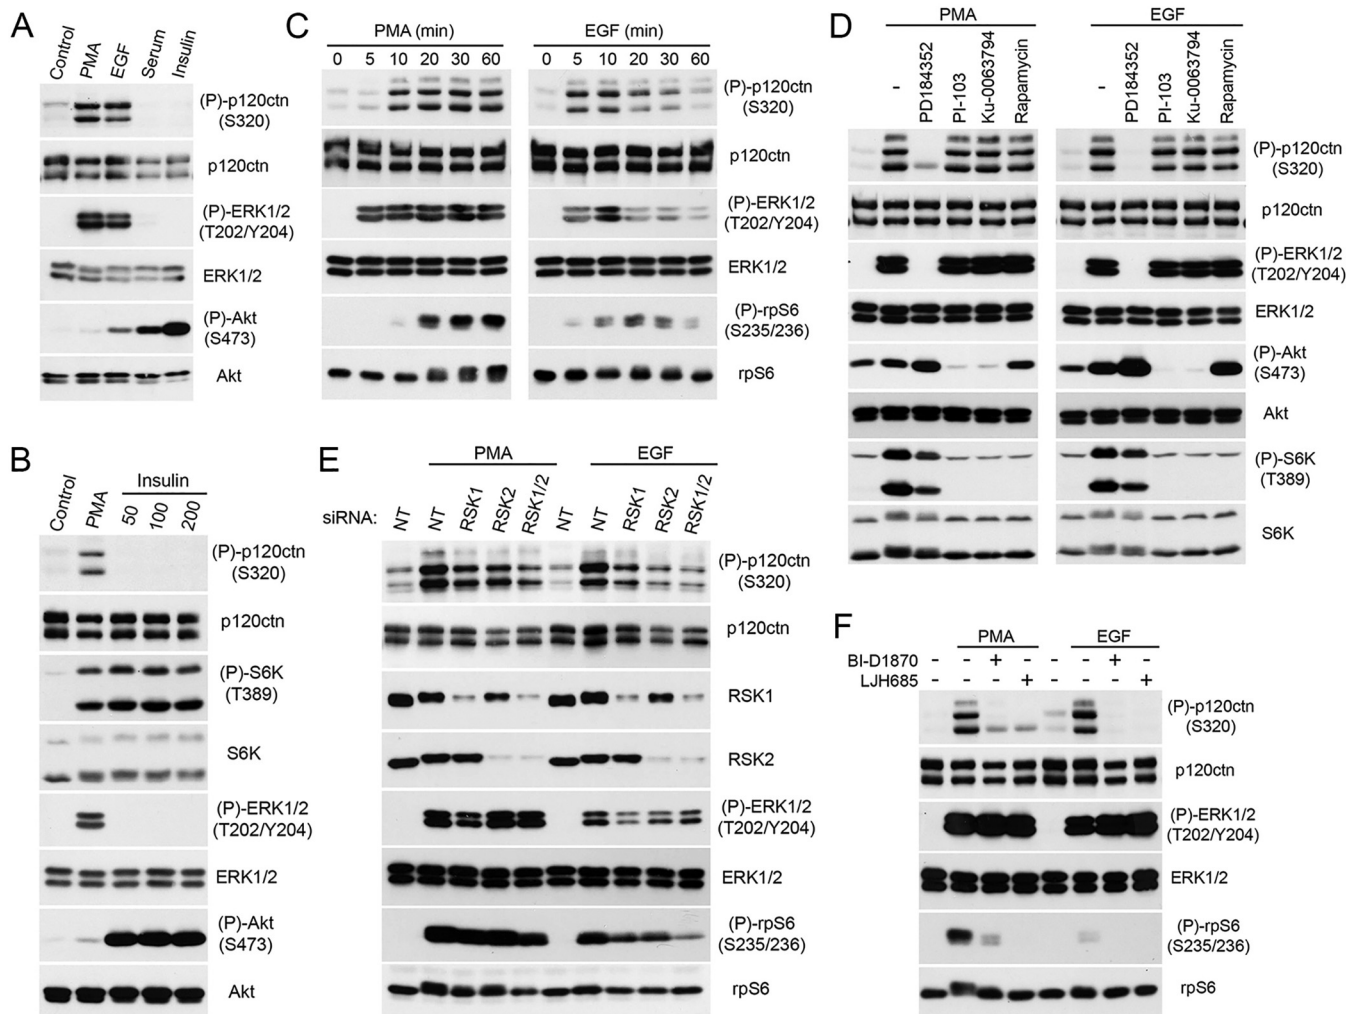 A
Control
PMA
EGF
Serum
Insulin
(P)-p120ctn
(S320)
p120ctn
(P)-ERK1/2
(T202/Y204)
ERK1/2
(P)-Akt
(S473)
Akt
B
Control
PMA
Insulin
50
100
200
(P)-p120ctn
(S320)
p120ctn
(P)-S6K
(T389)
S6K
(P)-ERK1/2
(T202/Y204)
ERK1/2
(P)-Akt
(S473)
Akt
C
PMA (min)
EGF (min)
0 5 10 20 30 60
0 5 10 20 30 60
(P)-p120ctn
(S320)
p120ctn
(P)-ERK1/2
(T202/Y204)
ERK1/2
(P)-rpS6
(S235/236)
rpS6
D
PMA
EGF
-
PD184352
PI-103
Ku-0063794
Rapamycin
-
PD184352
PI-103
Ku-0063794
Rapamycin
(P)-p120ctn
(S320)
p120ctn
(P)-ERK1/2
(T202/Y204)
ERK1/2
(P)-Akt
(S473)
Akt
(P)-S6K
(T389)
S6K
E
PMA
EGF
siRNA:
NT
NT
RSK1
RSK2
RSK1/2
NT
NT
RSK1
RSK2
RSK1/2
(P)-p120ctn
(S320)
p120ctn
RSK1
RSK2
(P)-ERK1/2
(T202/Y204)
ERK1/2
(P)-rpS6
(S235/236)
rpS6
F
PMA
EGF
BI-D1870 - - + - - - + -
LJH685 - - - + - - - +
(P)-p120ctn
(S320)
p120ctn
(P)-ERK1/2
(T202/Y204)
ERK1/2
(P)-rpS6
(S235/236)
rpS6